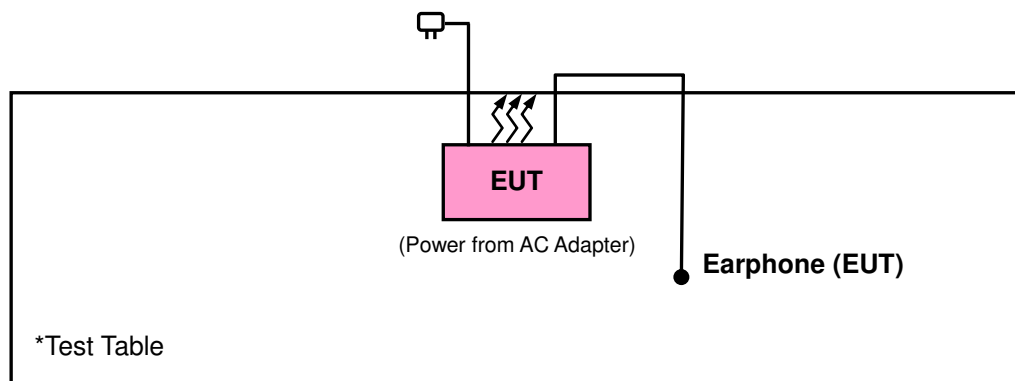 EUT
(Power from AC Adapter)
Earphone (EUT)
*Test Table